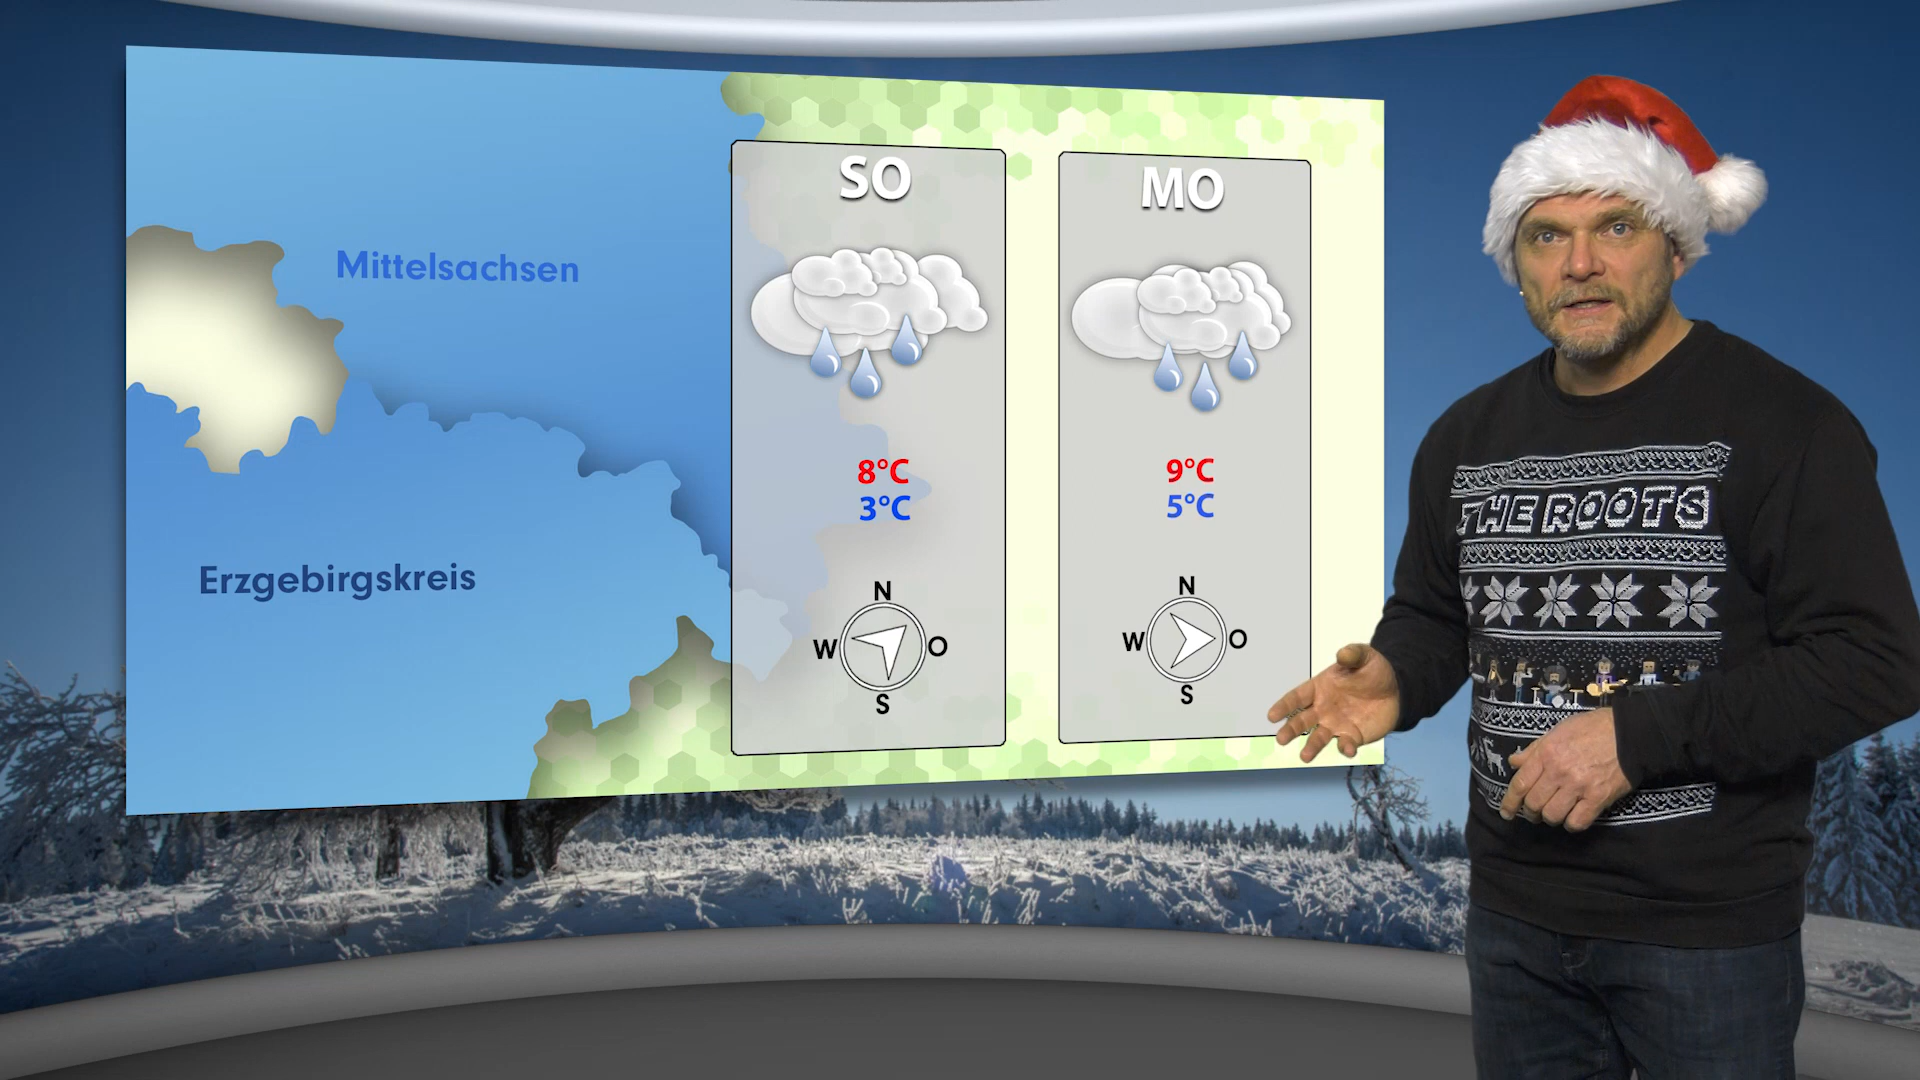 Mittelsachsen
Erzgebirgskreis
SO
8°C
3°C
N
W O
S
MO
9°C
5°C
N
W O
S
THE ROOTS